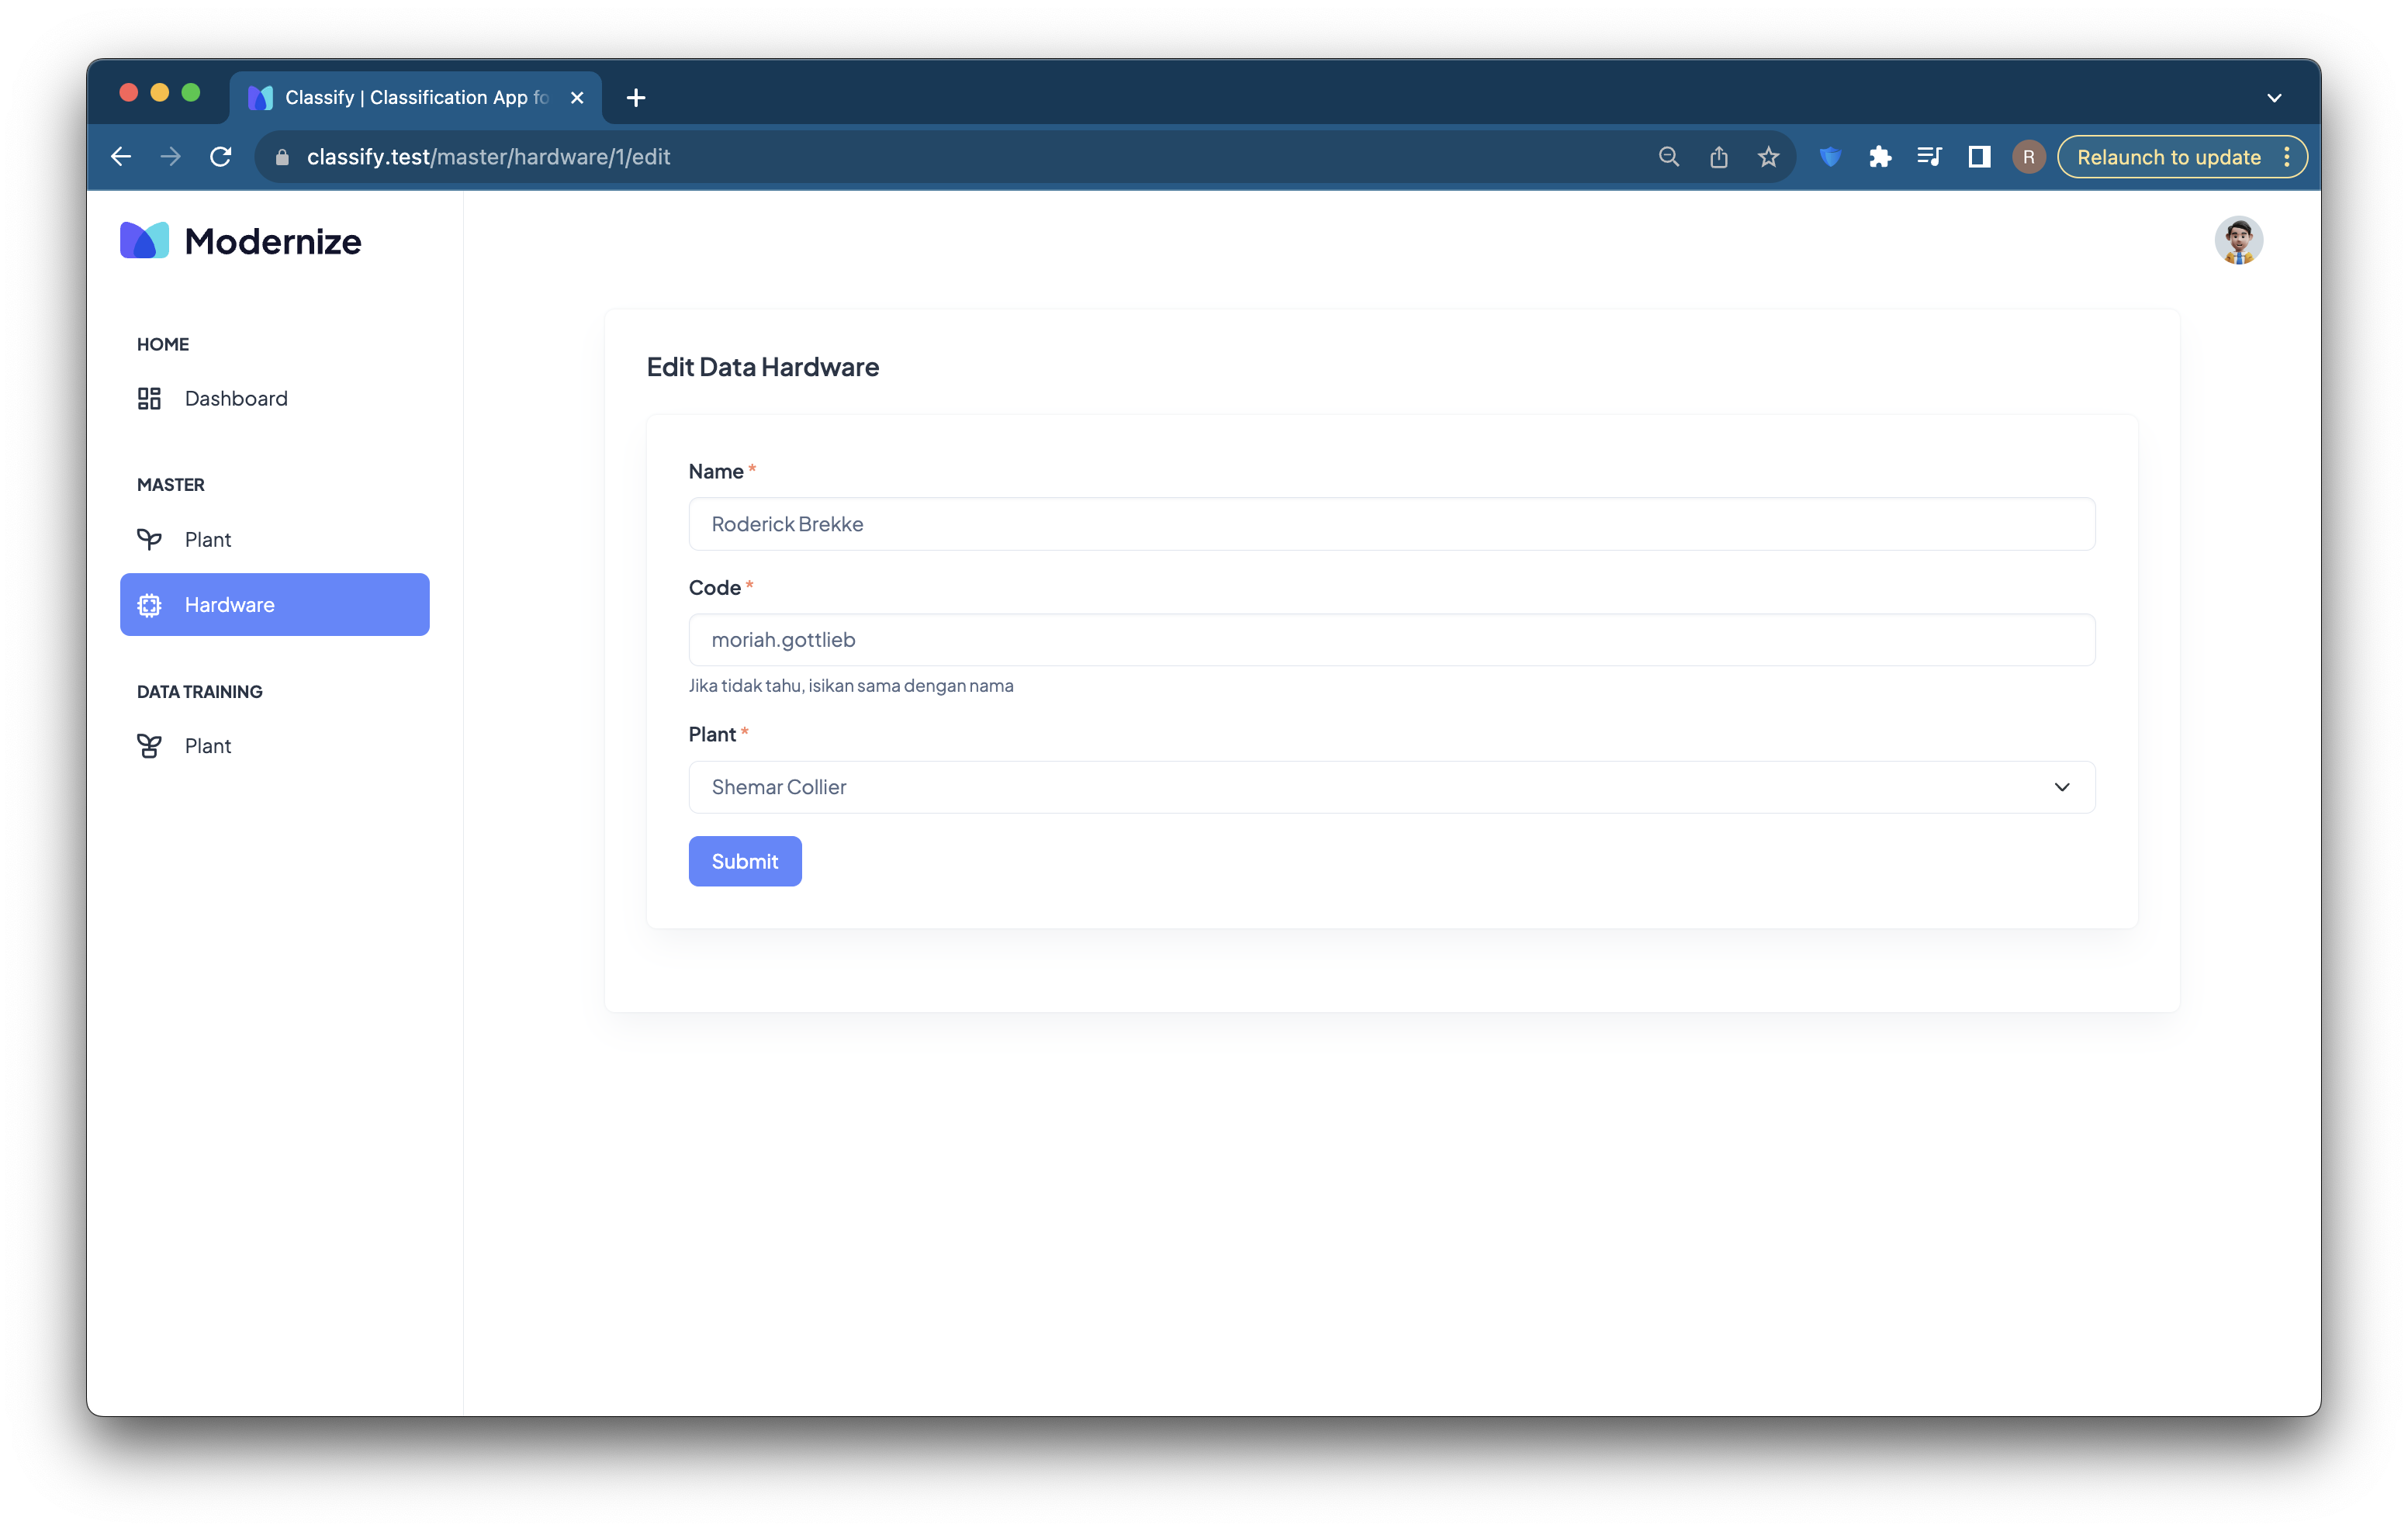 Classify | Classification App fo
classify.test/master/hardware/1/edit
R
Relaunch to update
Modernize
HOME
Dashboard
MASTER
Plant
Hardware
DATA TRAINING
Plant
Edit Data Hardware
Name *
Roderick Brekke
Code *
moriah.gottlieb
Jika tidak tahu, isikan sama dengan nama
Plant *
Shemar Collier
Submit